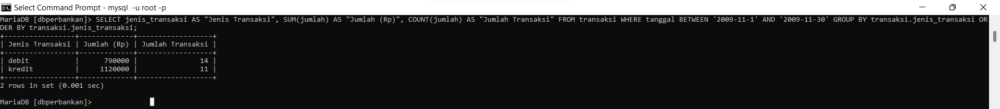 Select Command Prompt - mysql  -u root -p
MariaDB [dbperbankan]> SELECT jenis_transaksi AS "Jenis Transaksi", SUM(jumlah) AS "Jumlah (Rp)", COUNT(jumlah) AS "Jumlah Transaksi" FROM transaksi WHERE tanggal BETWEEN '2009-11-1' AND '2009-11-30' GROUP BY transaksi.jenis_transaksi OR
DER BY transaksi.jenis_transaksi;
+-----------------+-------------+------------------+
| Jenis Transaksi | Jumlah (Rp) | Jumlah Transaksi |
+-----------------+-------------+------------------+
| debit           |      790000 |               14 |
| kredit          |     1120000 |               11 |
+-----------------+-------------+------------------+
2 rows in set (0.001 sec)
MariaDB [dbperbankan]>